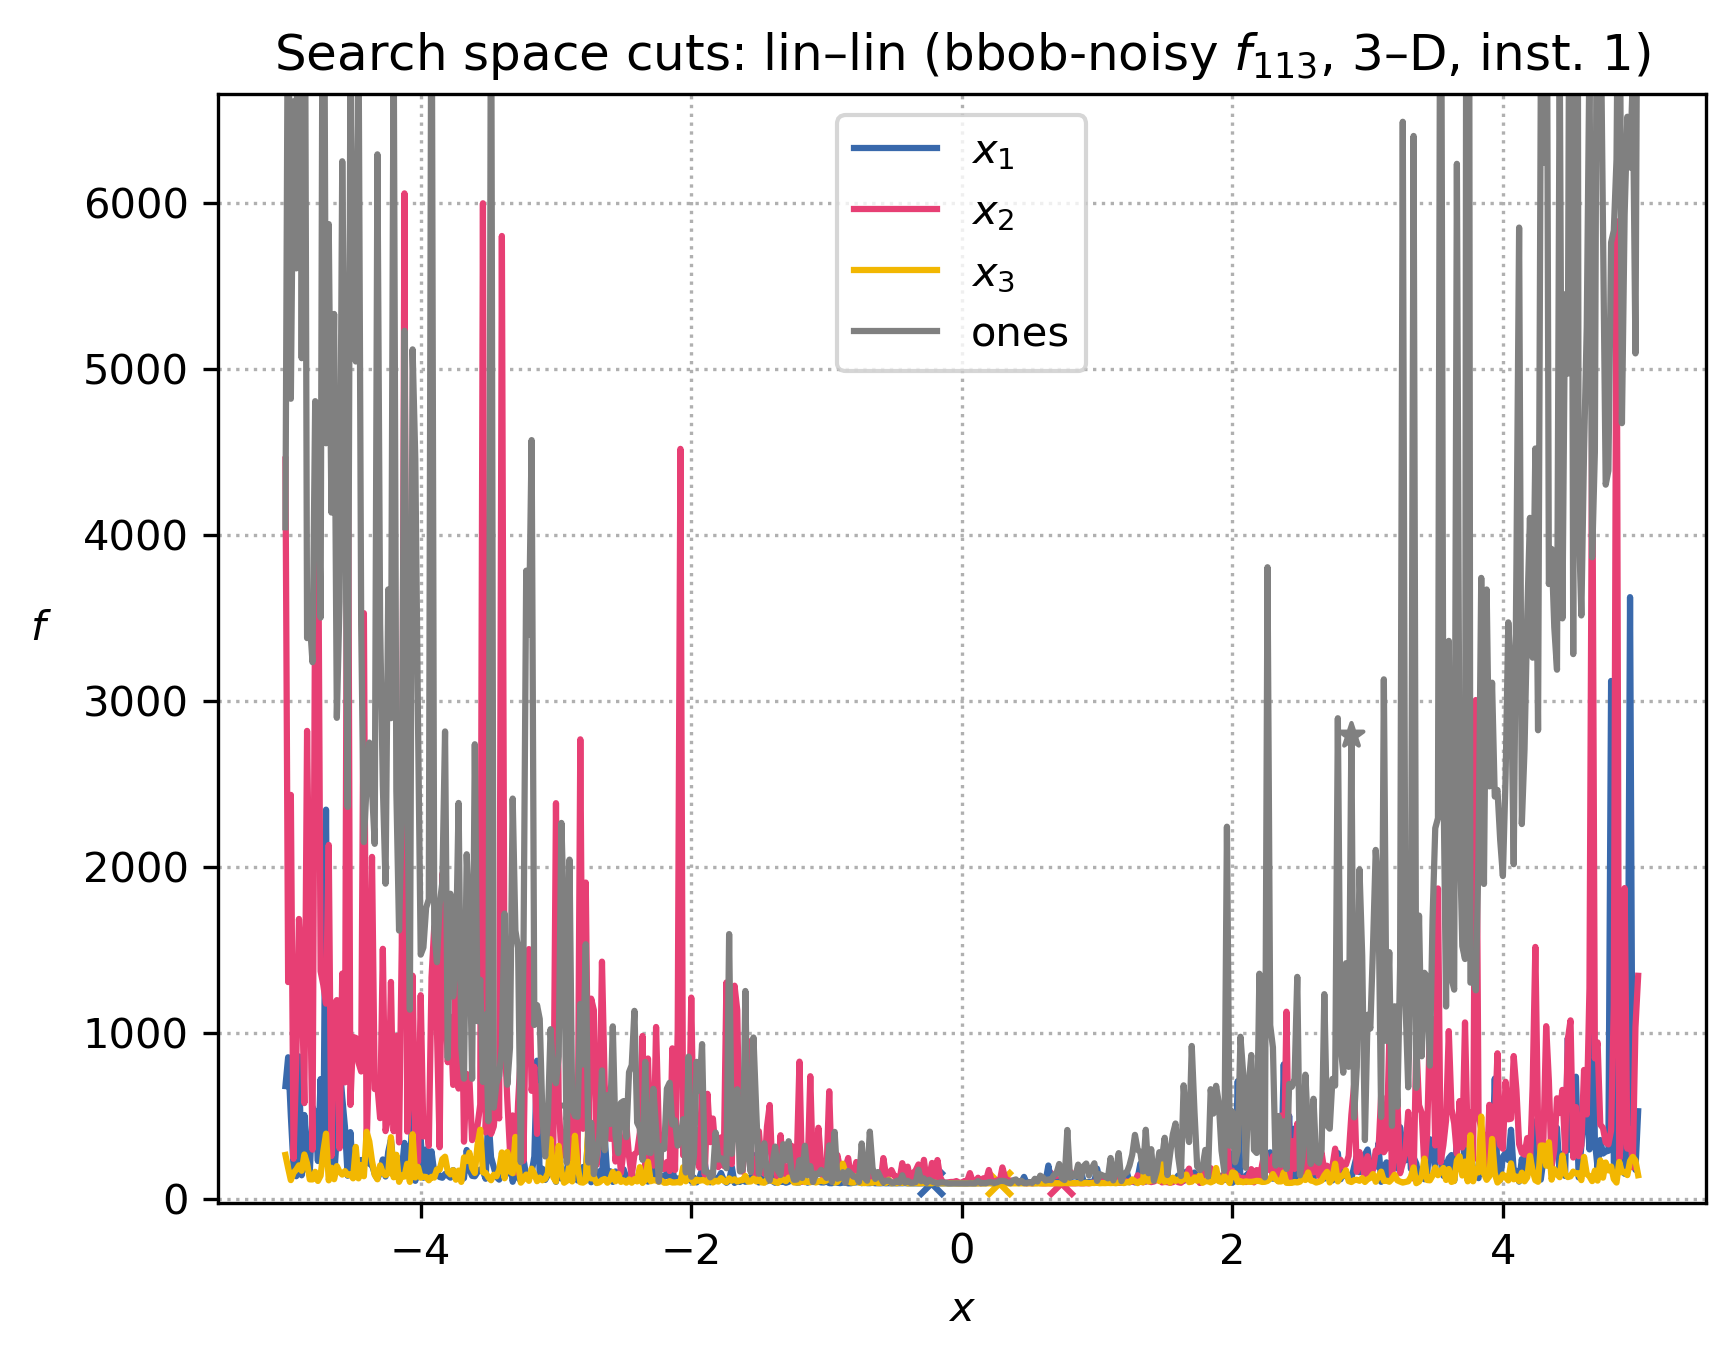 Search space cuts: lin–lin (bbob-noisy f₁₁₃, 3–D, inst. 1)
x₁
x₂
x₃
ones
6000
5000
4000
3000
2000
1000
0
f
−4
−2
0
2
4
x